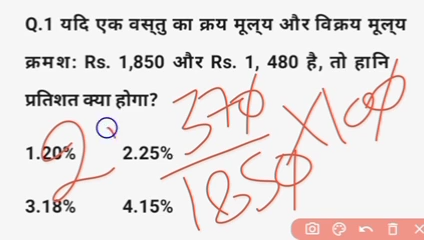 Q.1 यदि एक वस्तु का क्रय मूल्य और विक्रय मूल्य
क्रमश: Rs. 1,850 और Rs. 1, 480 है, तो हानि
प्रतिशत क्या होगा?
370
1850
×100
2
1.20% 2.25%
3.18% 4.15%